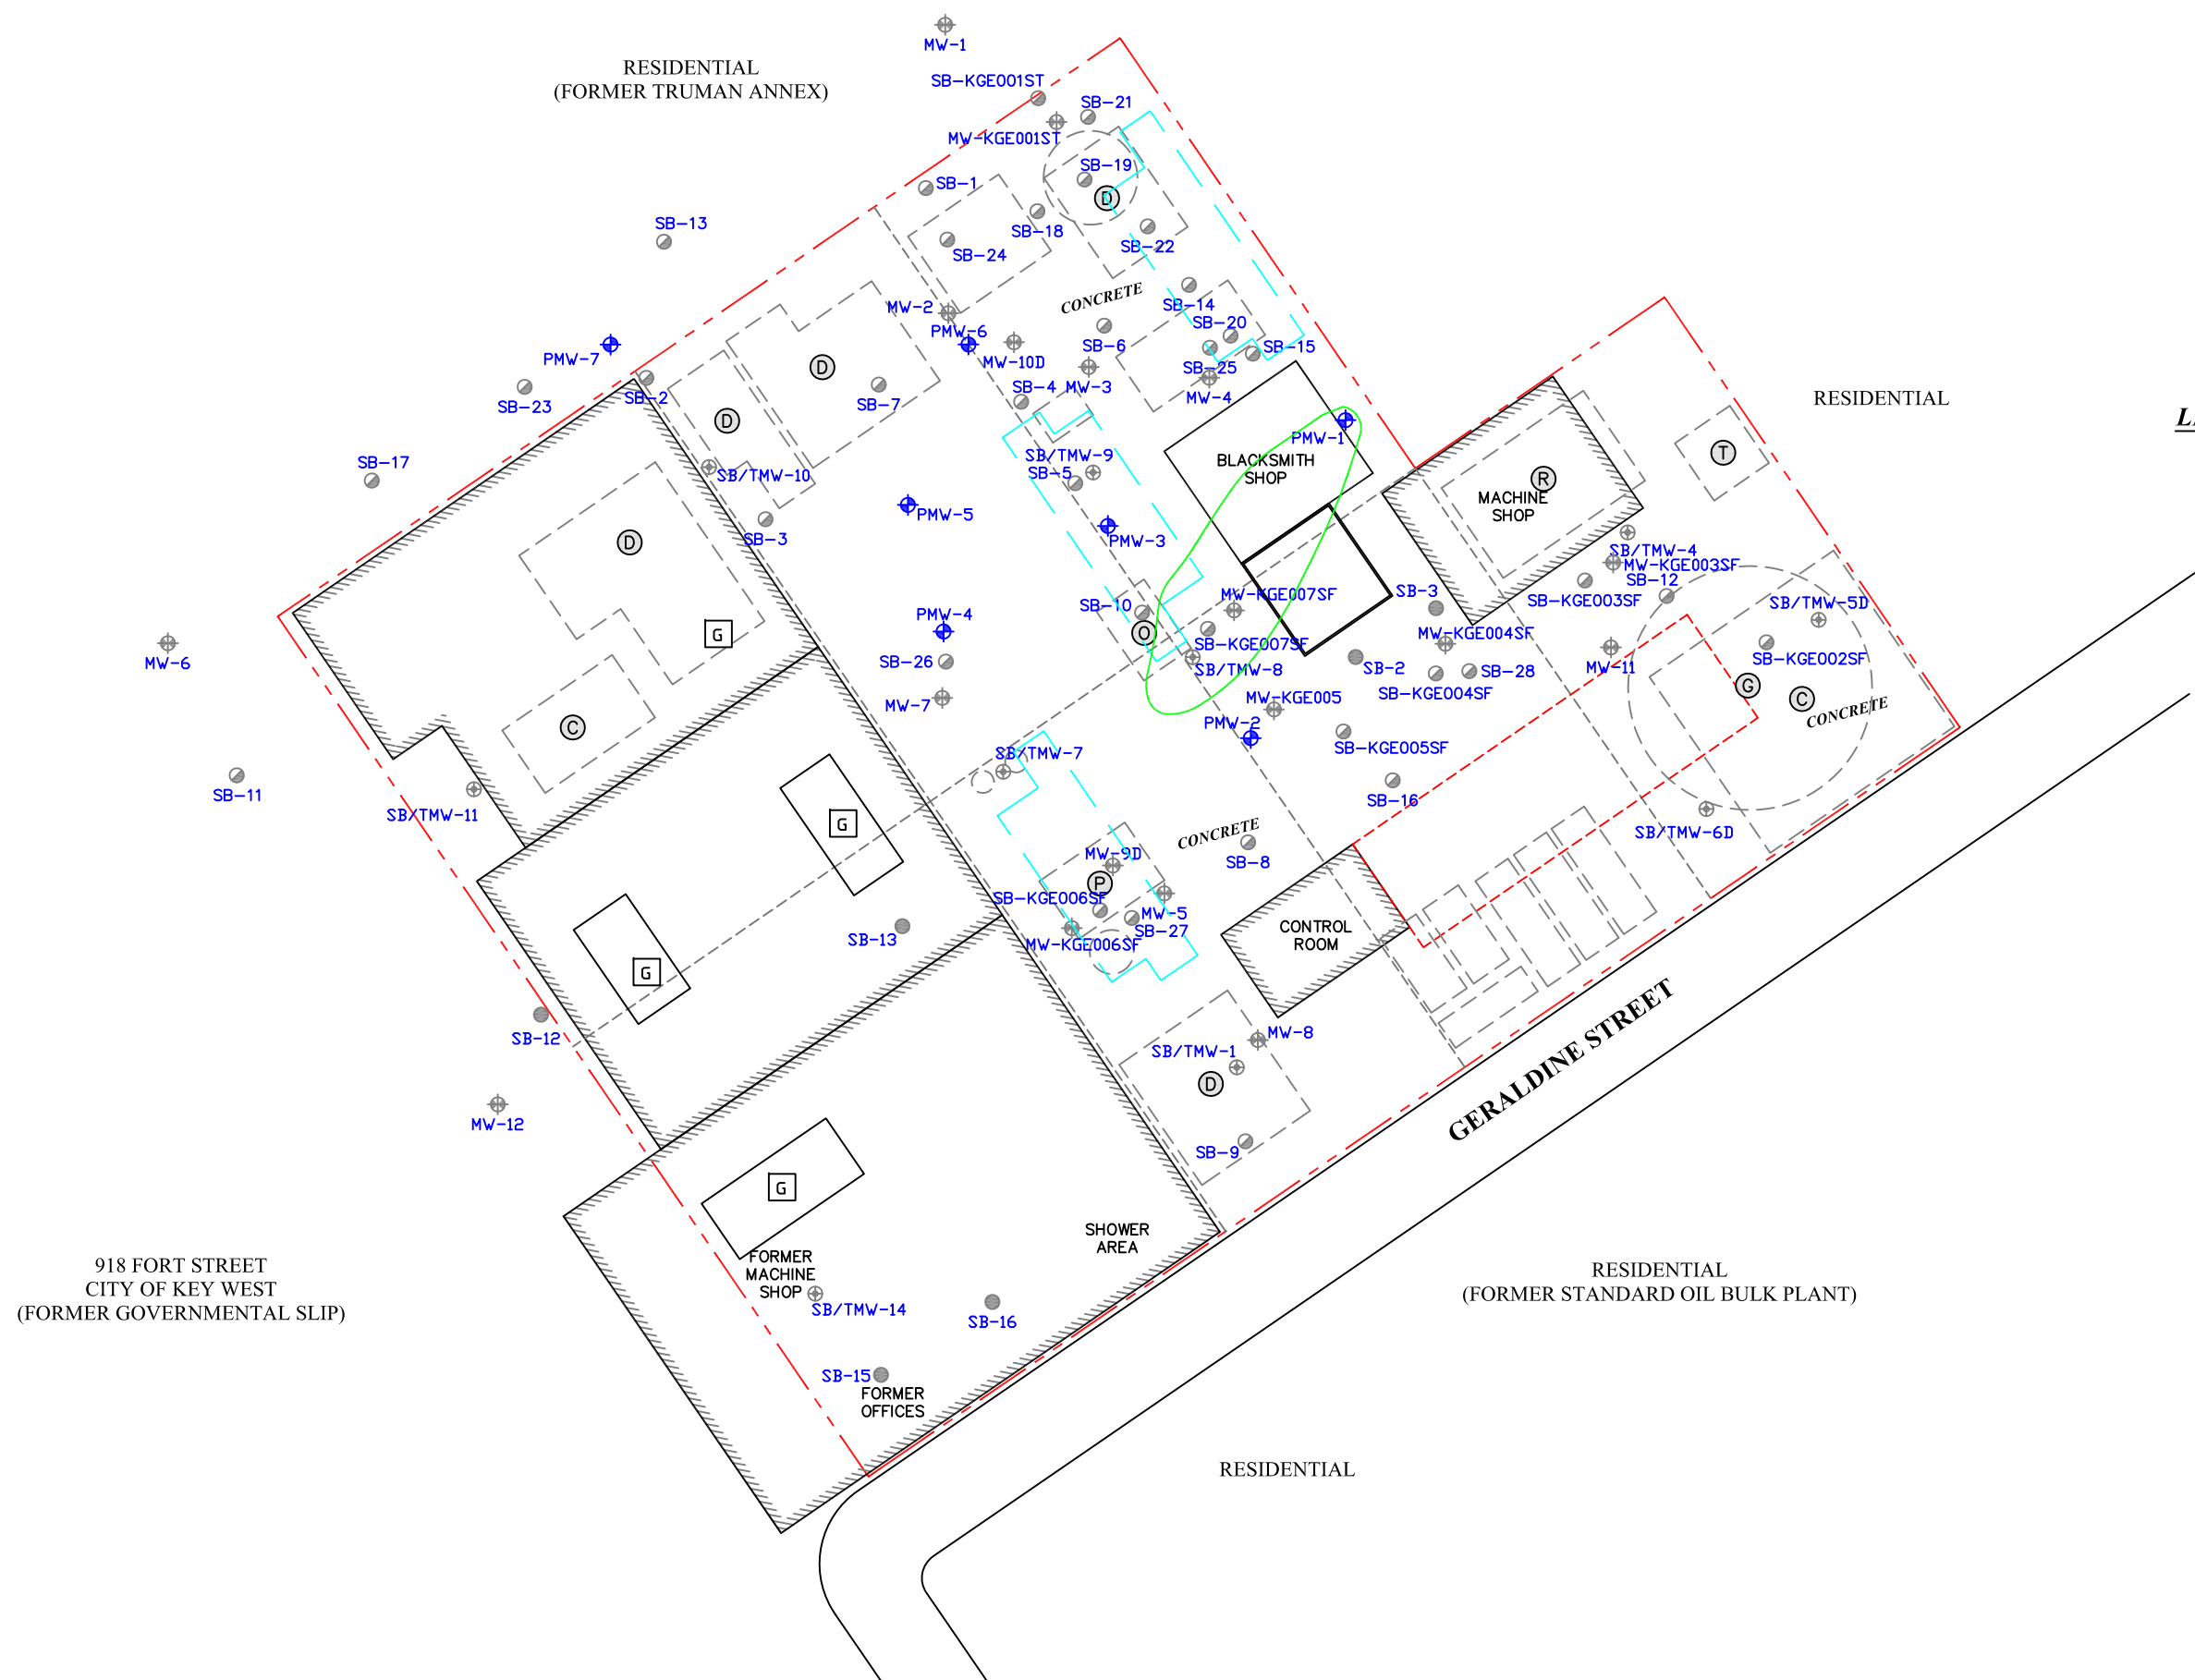 MW-1
RESIDENTIAL
(FORMER TRUMAN ANNEX)
SB-KGE001ST
SB-21
MW-KGE001ST
SB-19
D
SB-1
SB-13
SB-18
SB-22
SB-24
CONCRETE
SB-14
MW-2
PMW-6
SB-20
PMW-7
MW-10D
SB-6
SB-15
D
SB-25
SB-4
MW-3
SB-2
SB-7
MW-4
SB-23
RESIDENTIAL
D
PMW-1
SB/TMW-9
BLACKSMITH
SHOP
SB-17
SB/TMW-10
SB-5
T
R
MACHINE
SHOP
PMW-5
SB-3
PMW-3
D
SB/TMW-4
MW-KGE003SF
SB-12
SB-KGE003SF
SB-3
SB/TMW-5D
MW-KGE007SF
SB-10
PMW-4
G
O
MW-KGE004SF
SB-KGE007SF
SB-26
SB/TMW-8
SB-2
SB-28
MW-11
SB-KGE002SF
MW-6
SB-KGE004SF
G
C
CONCRETE
MW-7
MW-KGE005
PMW-2
C
SB-KGE005SF
SB/TMW-7
SB-11
SB-16
SB/TMW-11
G
CONCRETE
SB/TMW-6D
MW-9D
SB-8
P
SB-KGE006SF
MW-5
SB-27
CONTROL
ROOM
SB-13
MW-KGE006SF
G
SB-12
MW-8
SB/TMW-1
GERALDINE STREET
D
MW-12
SB-9
G
SHOWER
AREA
FORMER
MACHINE
SHOP
918 FORT STREET
CITY OF KEY WEST
(FORMER GOVERNMENTAL SLIP)
RESIDENTIAL
(FORMER STANDARD OIL BULK PLANT)
SB/TMW-14
SB-16
SB-15
FORMER
OFFICES
RESIDENTIAL